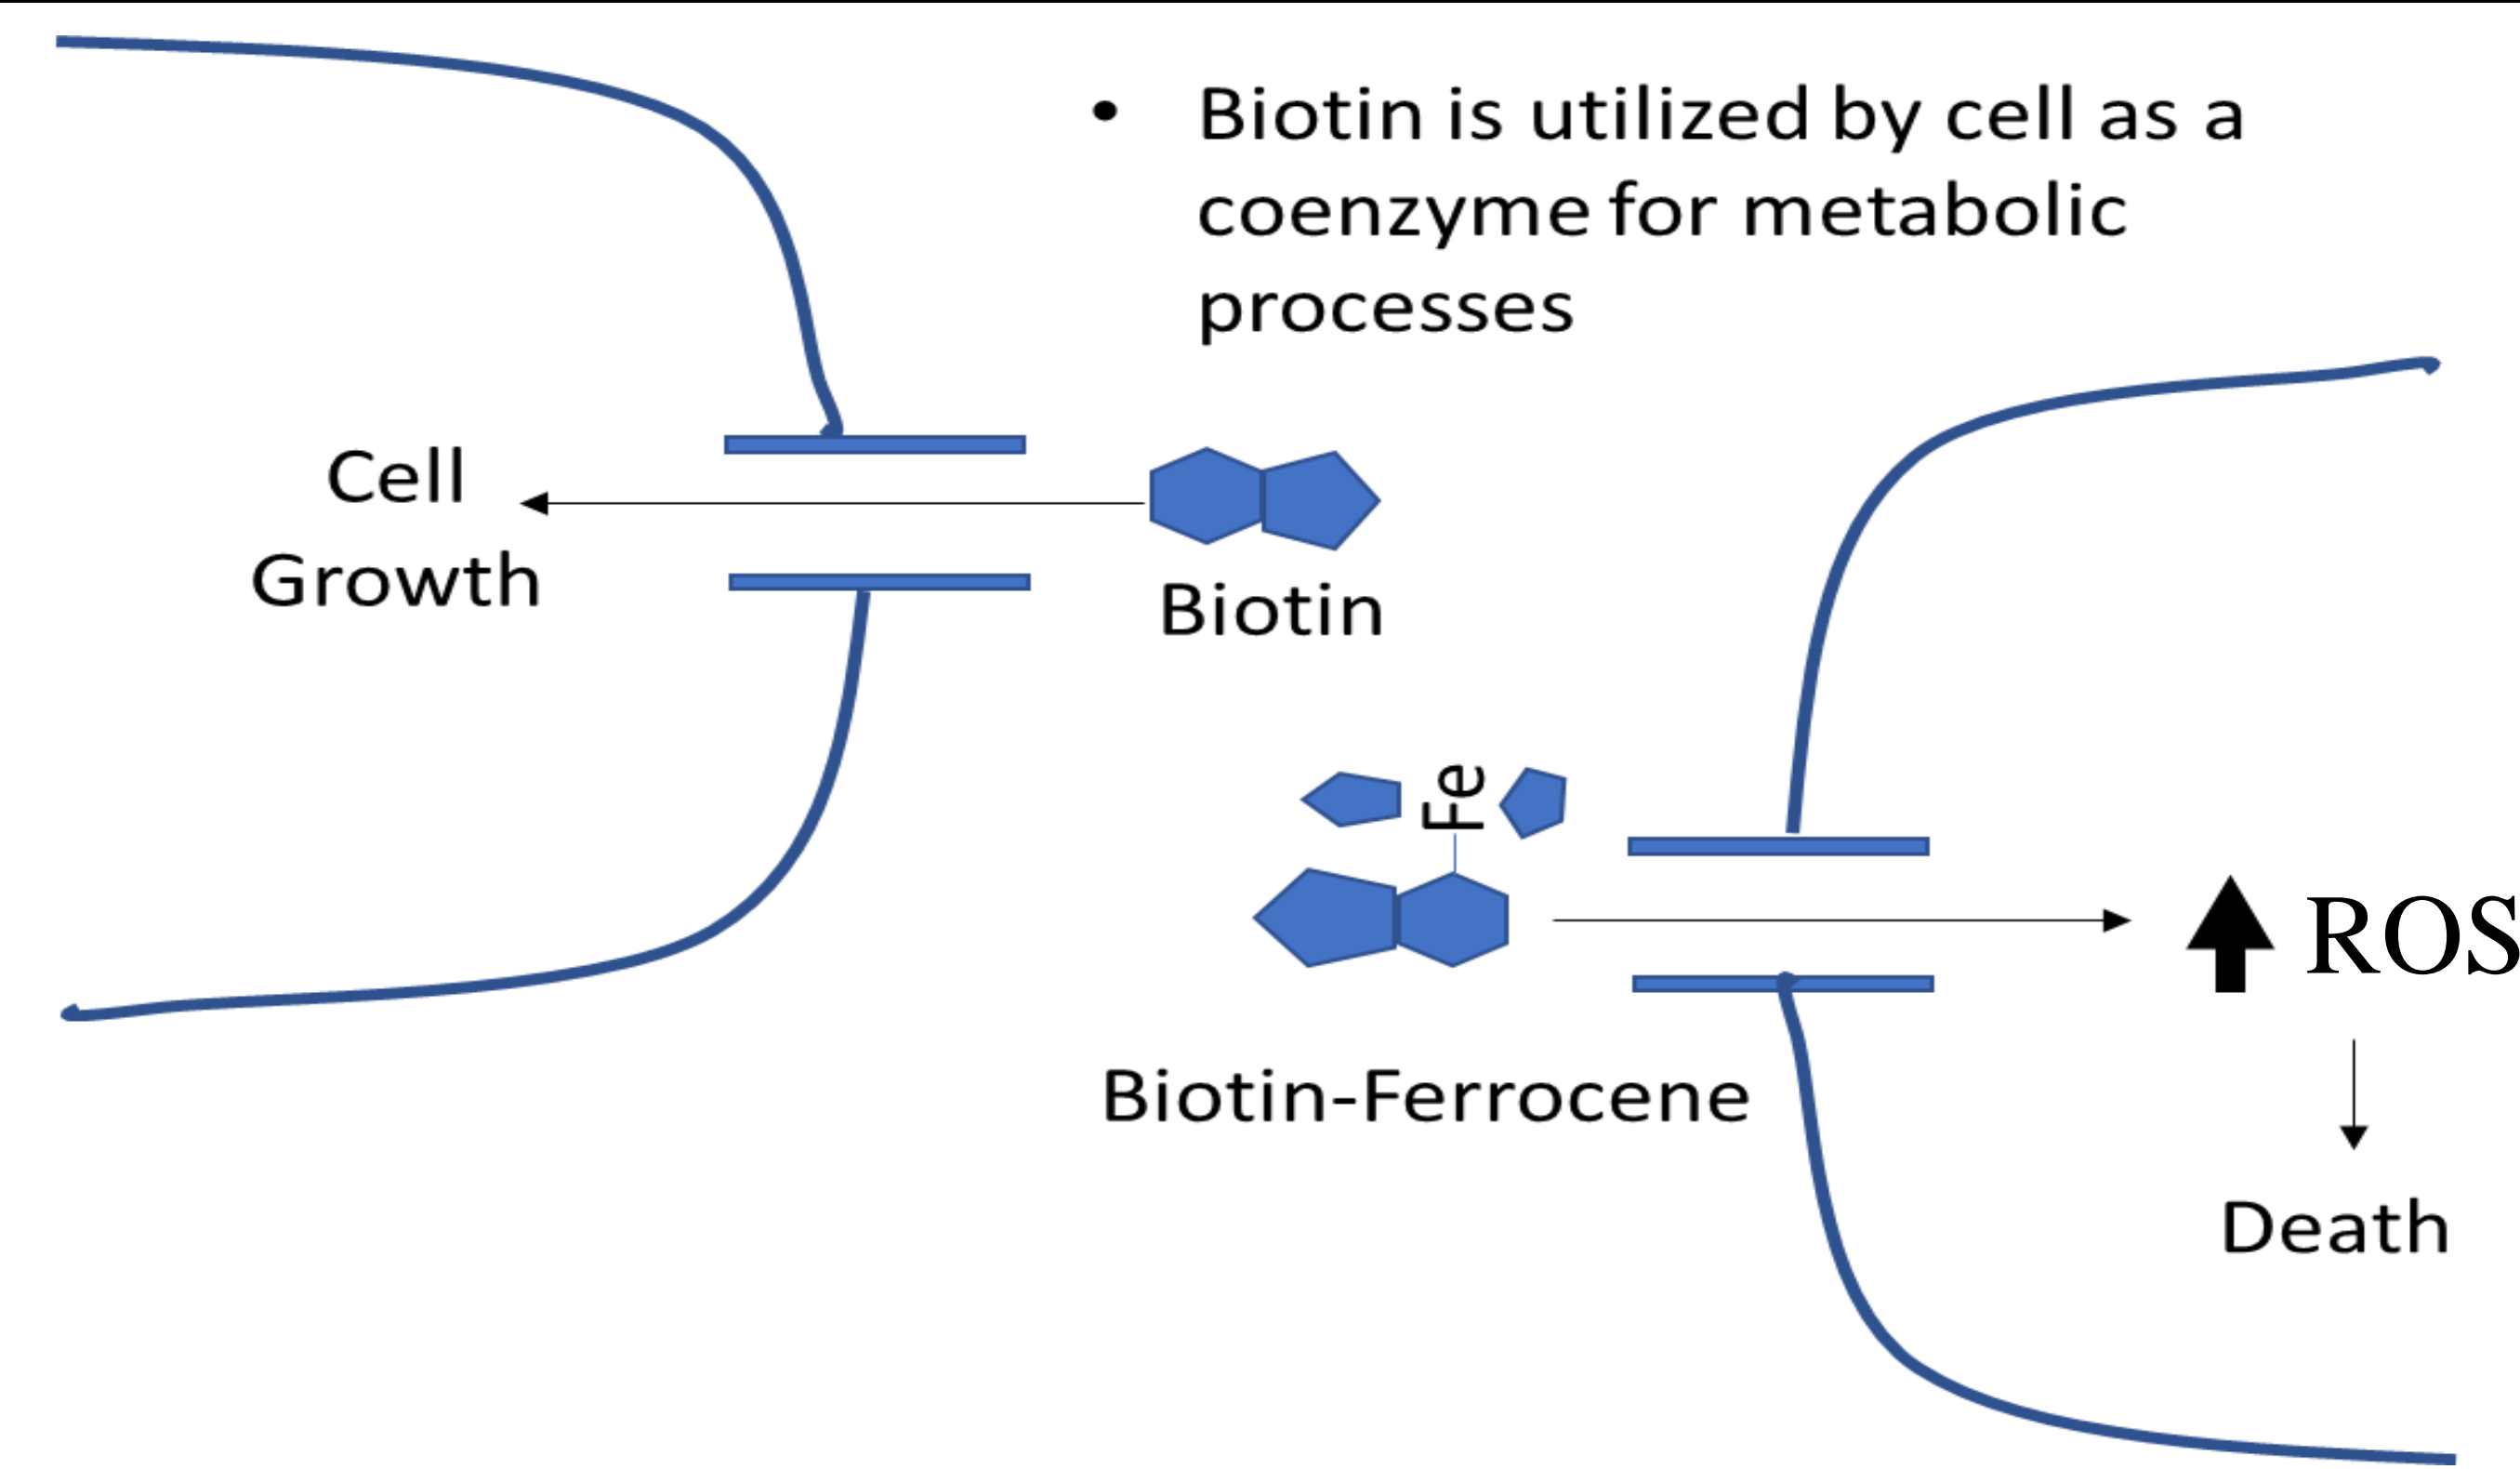 • Biotin is utilized by cell as a
coenzyme for metabolic
processes
Cell
Growth
Biotin
Fe
ROS
Biotin-Ferrocene
Death